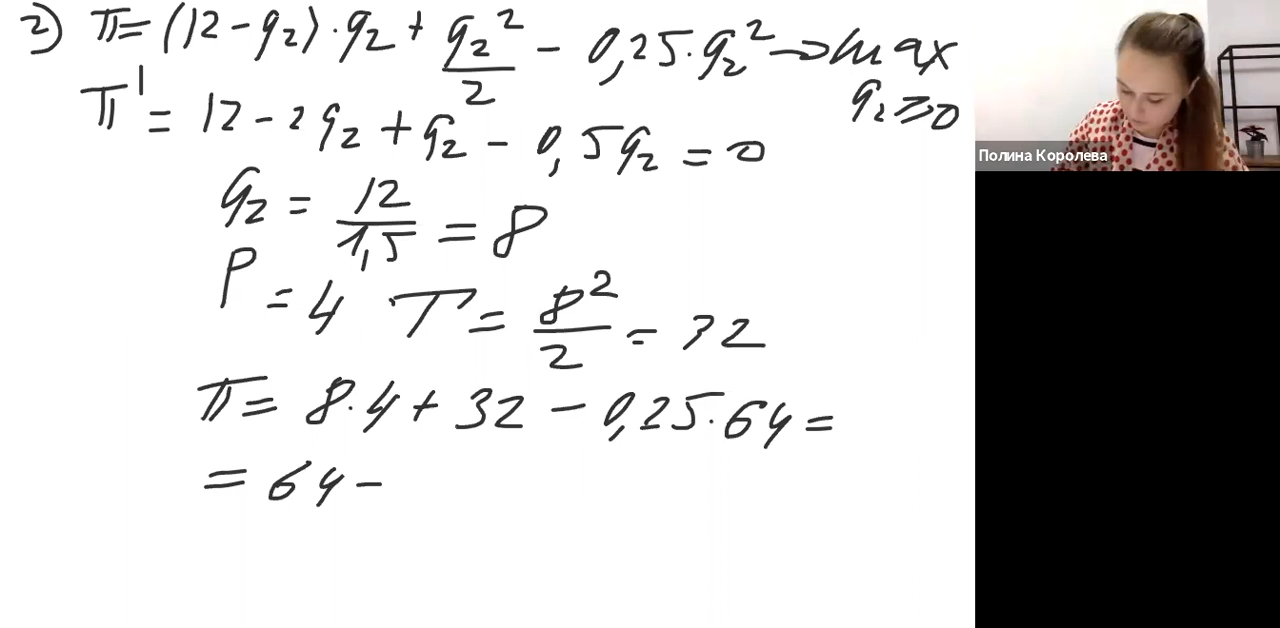 2) π = (12 - q₂) · q₂ + q₂²/2 - 0,25 · q₂² → max
q₂ ≥ 0
π' = 12 - 2q₂ + q₂ - 0,5q₂ = 0
q₂ = 12/1,5 = 8
P = 4 T = 8²/2 = 32
π = 8·4 + 32 - 0,25·64 =
= 64 -
Полина Королева